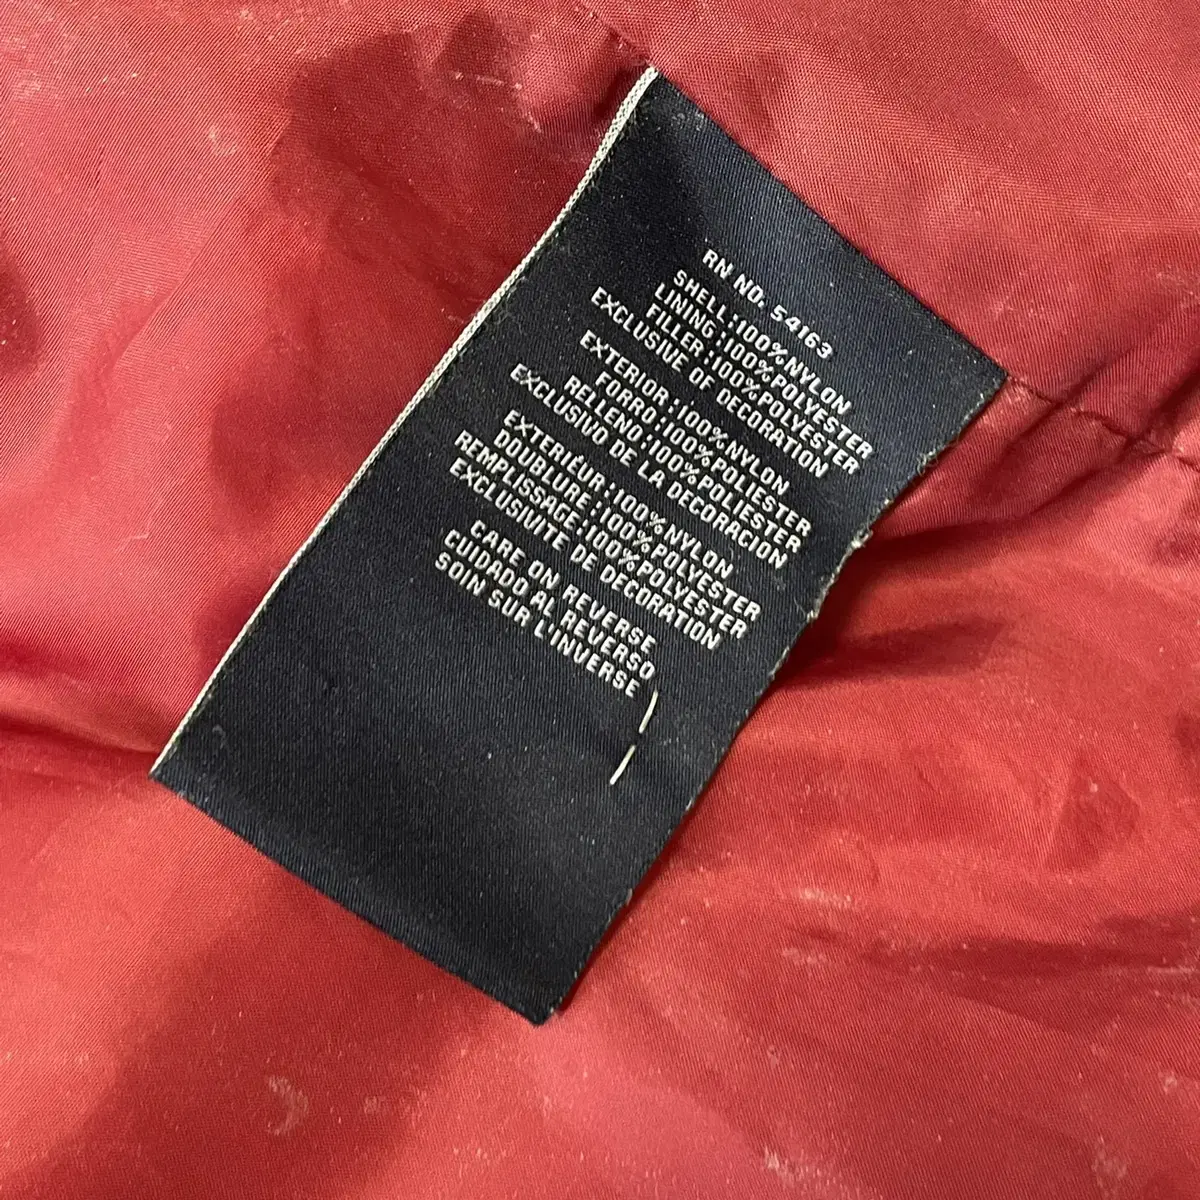 RN NO. 54163
SHELL:100%NYLON
LINING:100%POLYESTER
FILLER:100%POLYESTER
EXCLUSIVE OF DECORATION
EXTERIOR:100%NYLON
FORRO:100%POLIESTER
RELLENO:100%POLIESTER
EXCLUSIVO DE LA DECORACION
EXTERIEUR:100%NYLON
DOUBLURE:100%POLYESTER
REMPLISSAGE:100%POLYESTER
EXCLUSIVITE DE DECORATION
CARE ON REVERSE
CUIDADO AL REVERSO
SOIN SUR L'INVERSE